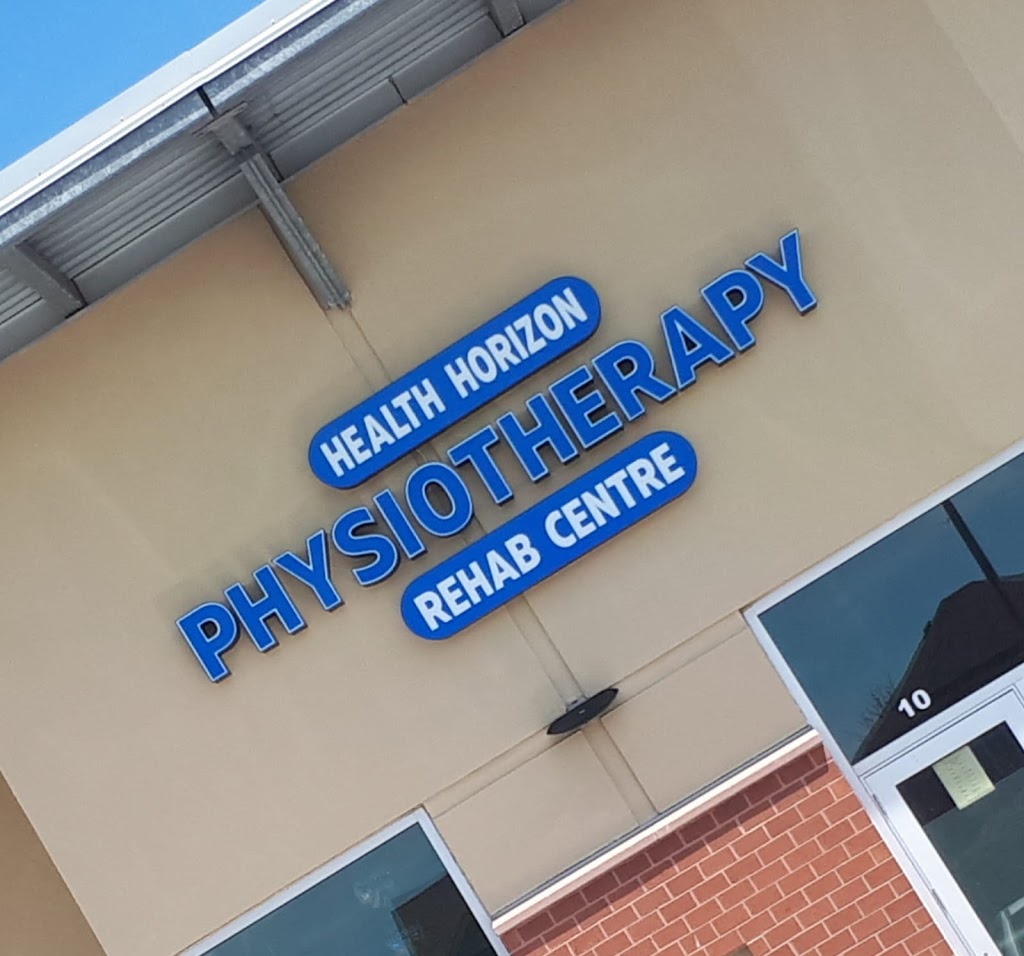 HEALTH HORIZON
PHYSIOTHERAPY
REHAB CENTRE
10